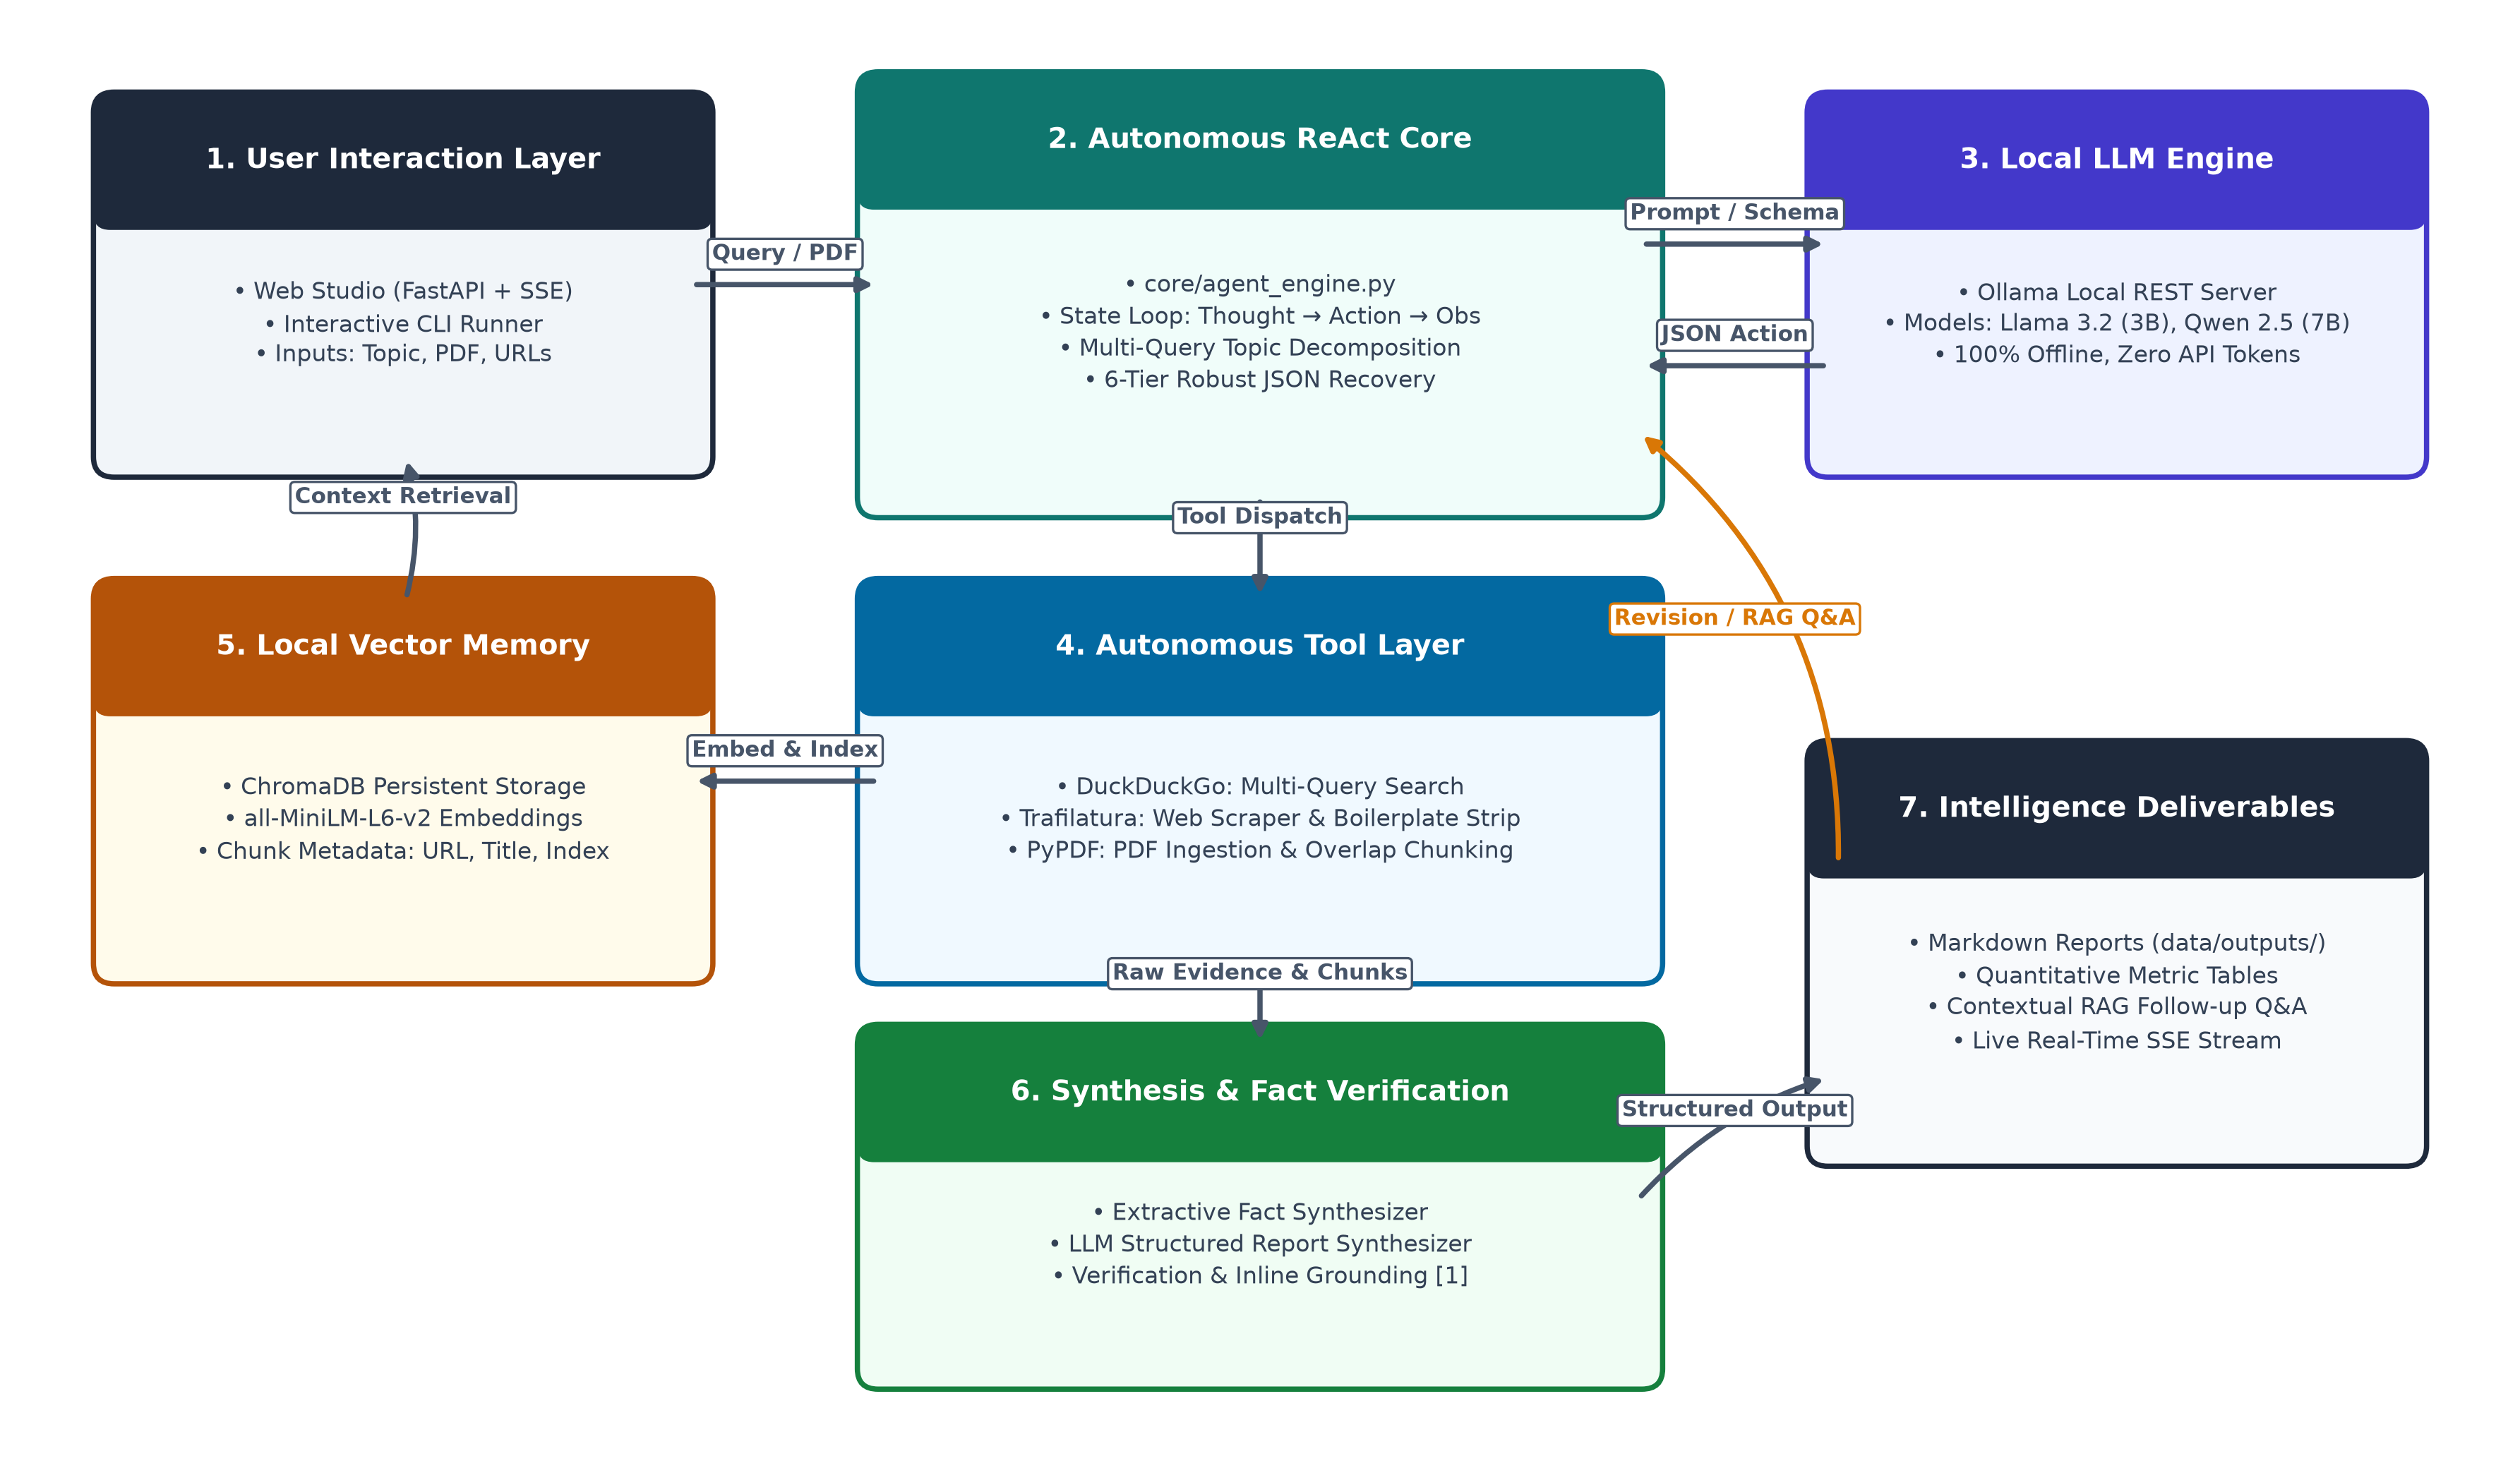 1. User Interaction Layer
• Web Studio (FastAPI + SSE)
• Interactive CLI Runner
• Inputs: Topic, PDF, URLs
Query / PDF
2. Autonomous ReAct Core
• core/agent_engine.py
• State Loop: Thought → Action → Obs
• Multi-Query Topic Decomposition
• 6-Tier Robust JSON Recovery
Prompt / Schema
JSON Action
3. Local LLM Engine
• Ollama Local REST Server
• Models: Llama 3.2 (3B), Qwen 2.5 (7B)
• 100% Offline, Zero API Tokens
Context Retrieval
Tool Dispatch
Revision / RAG Q&A
5. Local Vector Memory
• ChromaDB Persistent Storage
• all-MiniLM-L6-v2 Embeddings
• Chunk Metadata: URL, Title, Index
Embed & Index
4. Autonomous Tool Layer
• DuckDuckGo: Multi-Query Search
• Trafilatura: Web Scraper & Boilerplate Strip
• PyPDF: PDF Ingestion & Overlap Chunking
Raw Evidence & Chunks
7. Intelligence Deliverables
• Markdown Reports (data/outputs/)
• Quantitative Metric Tables
• Contextual RAG Follow-up Q&A
• Live Real-Time SSE Stream
6. Synthesis & Fact Verification
• Extractive Fact Synthesizer
• LLM Structured Report Synthesizer
• Verification & Inline Grounding [1]
Structured Output